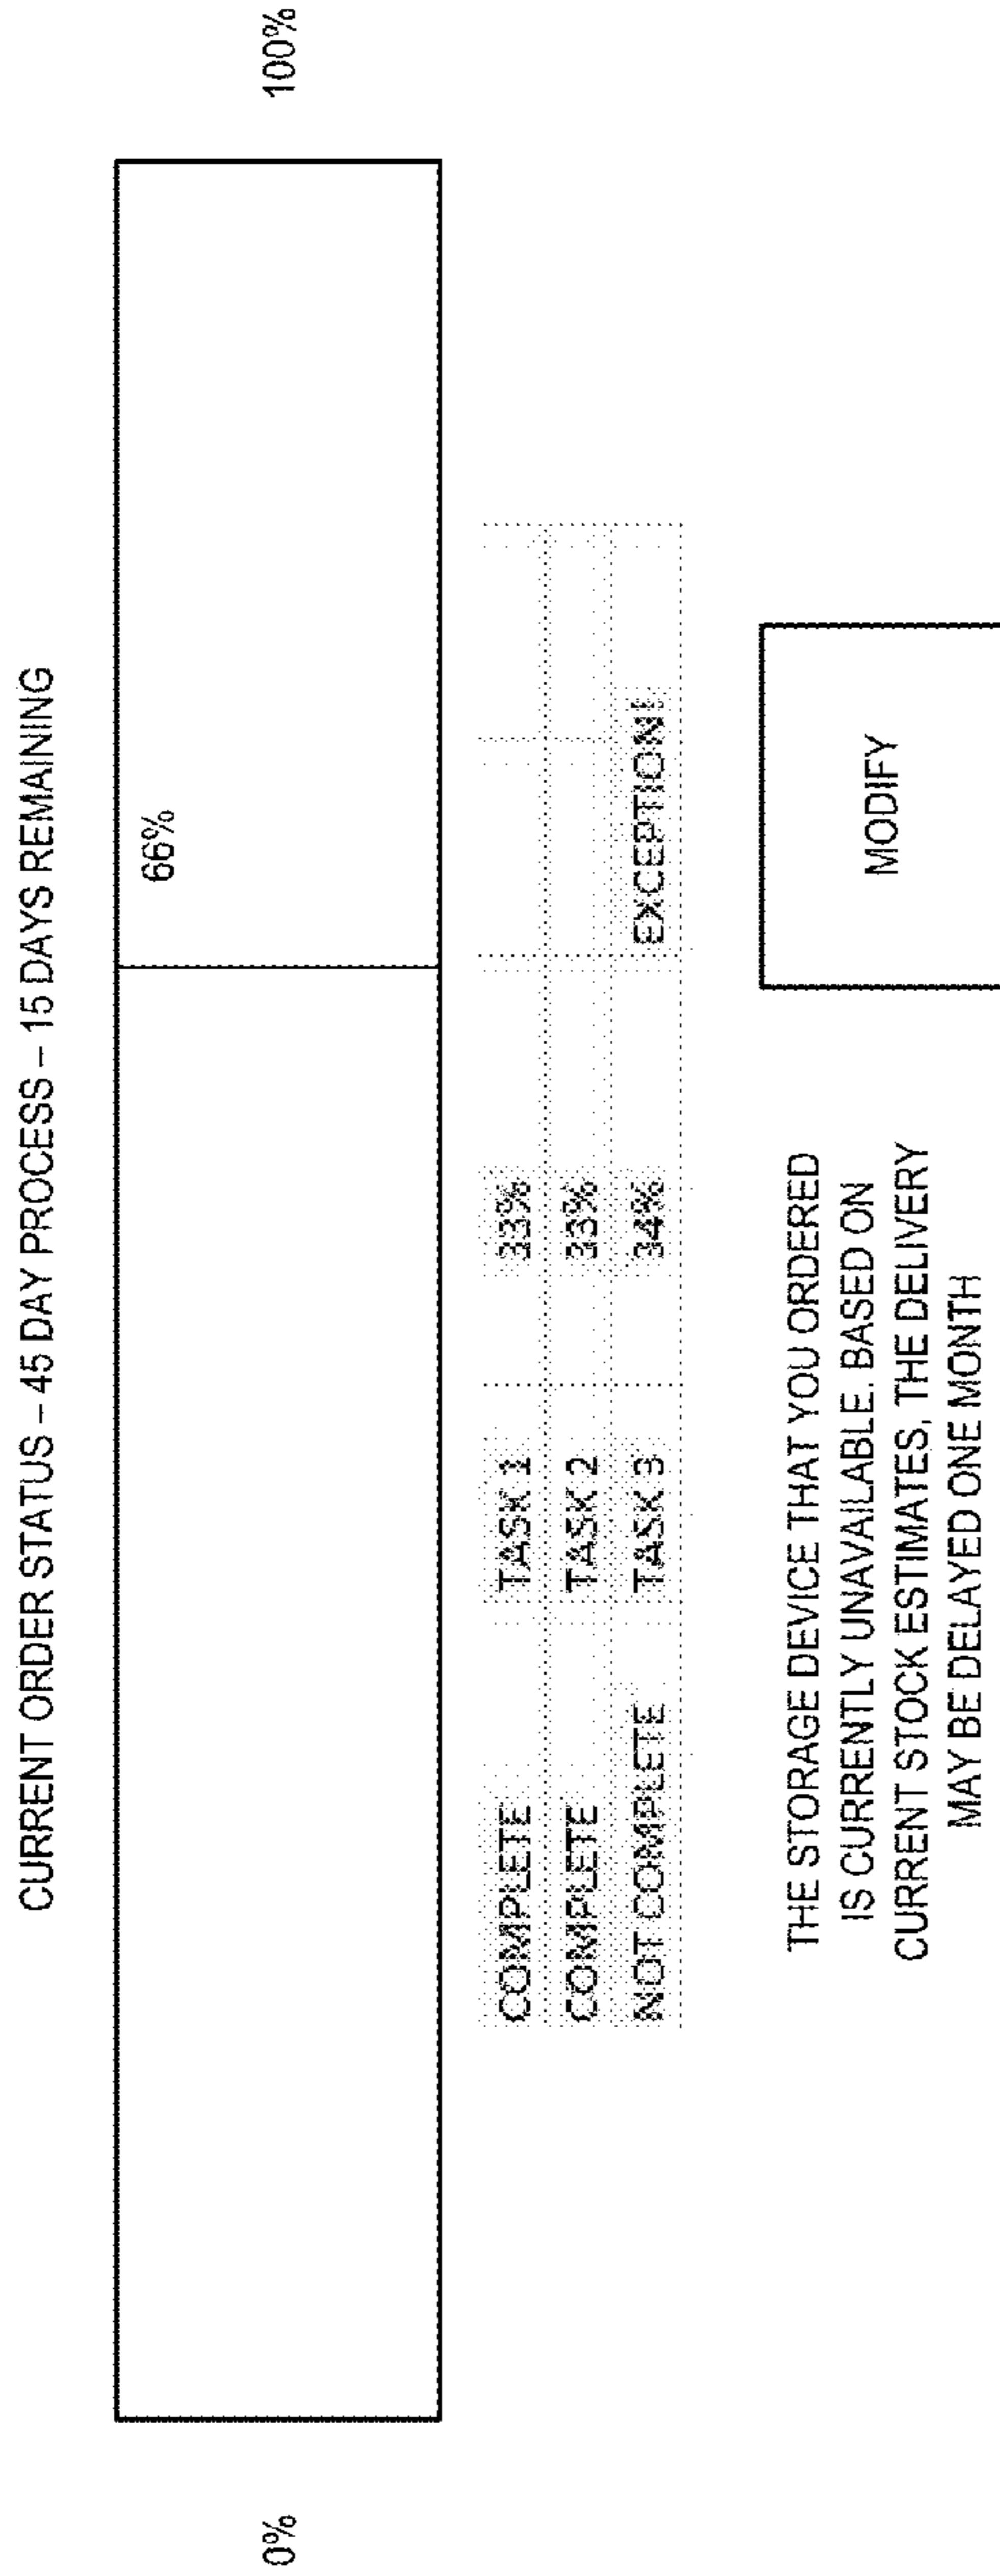 CURRENT ORDER STATUS – 45 DAY PROCESS – 15 DAYS REMAINING
66%
0%
100%
COMPLETE TASK 1 33%
COMPLETE TASK 2 33%
NOT COMPLETE TASK 3 34% EXCEPTION!
THE STORAGE DEVICE THAT YOU ORDERED
IS CURRENTLY UNAVAILABLE. BASED ON
CURRENT STOCK ESTIMATES, THE DELIVERY
MAY BE DELAYED ONE MONTH
MODIFY